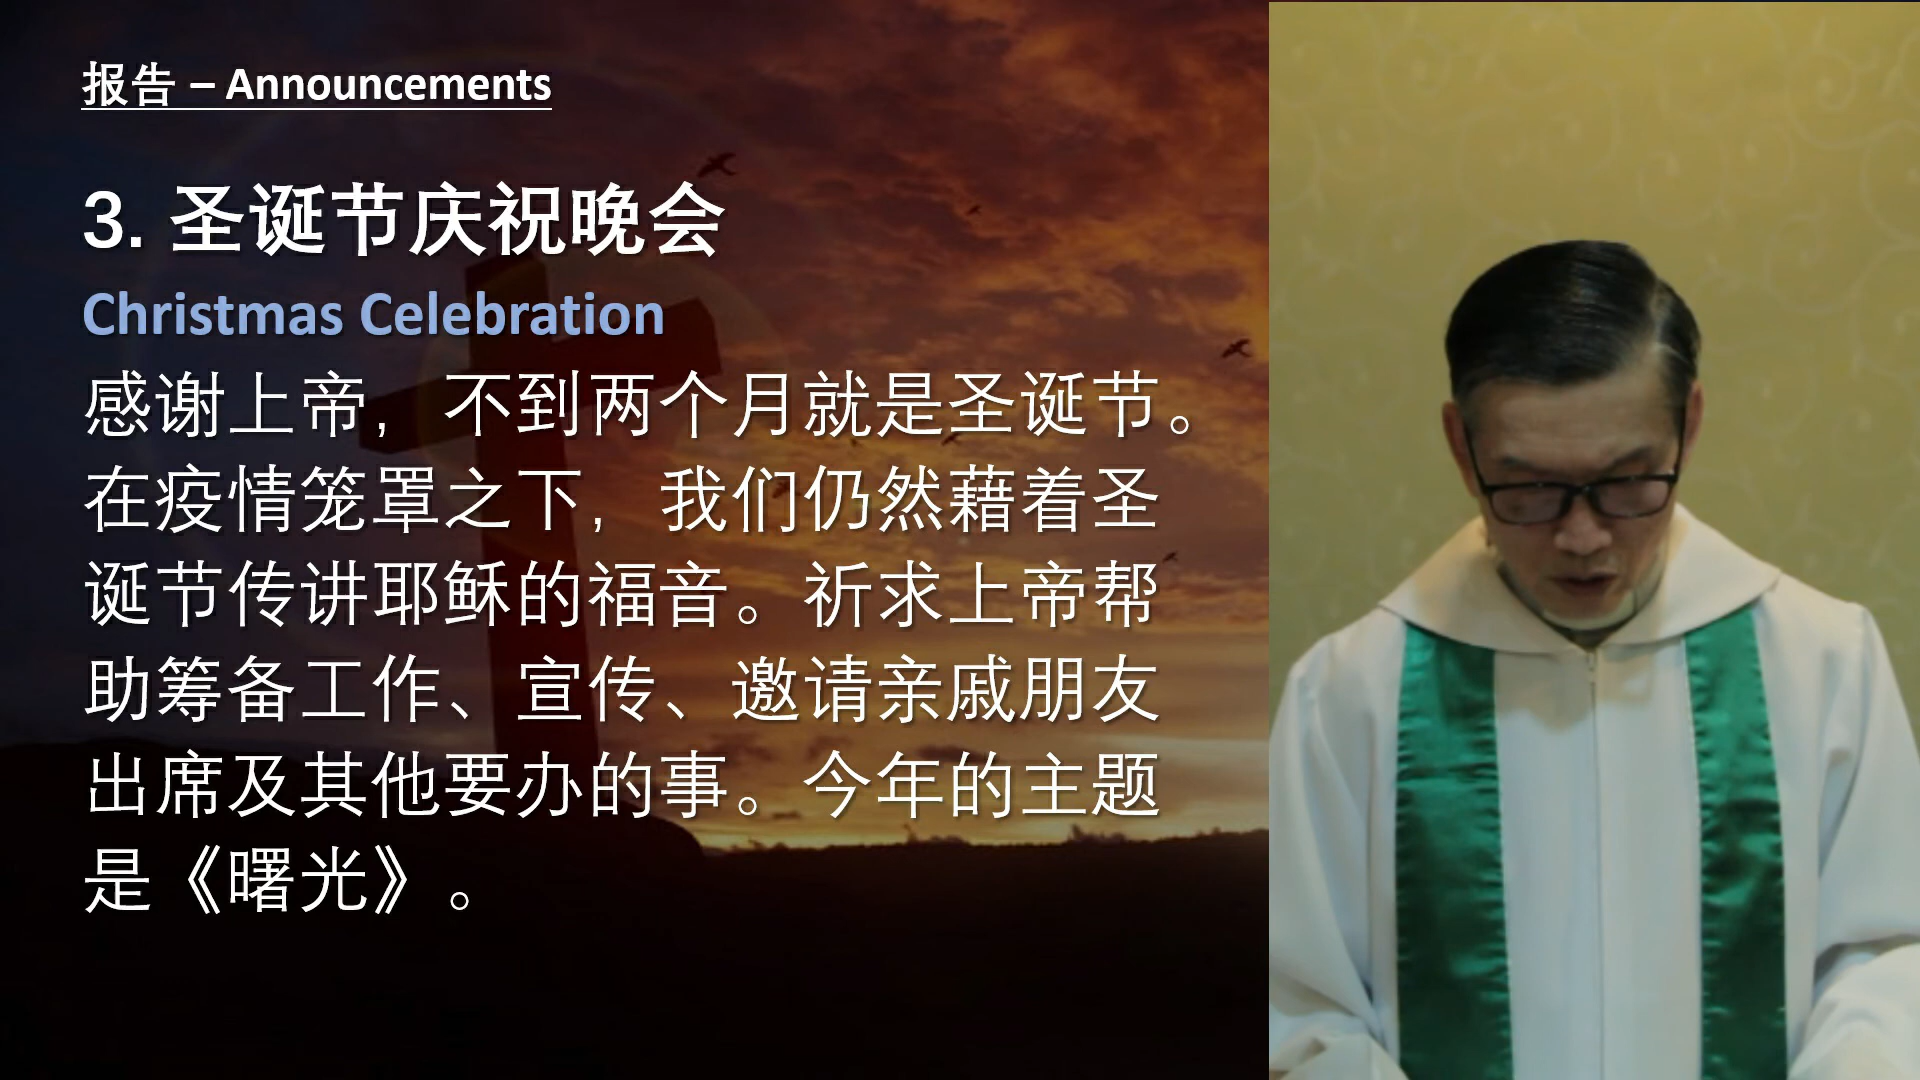 报告 – Announcements
3. 圣诞节庆祝晚会
Christmas Celebration
感谢上帝，不到两个月就是圣诞节。
在疫情笼罩之下，我们仍然藉着圣
诞节传讲耶稣的福音。祈求上帝帮
助筹备工作、宣传、邀请亲戚朋友
出席及其他要办的事。今年的主题
是《曙光》。